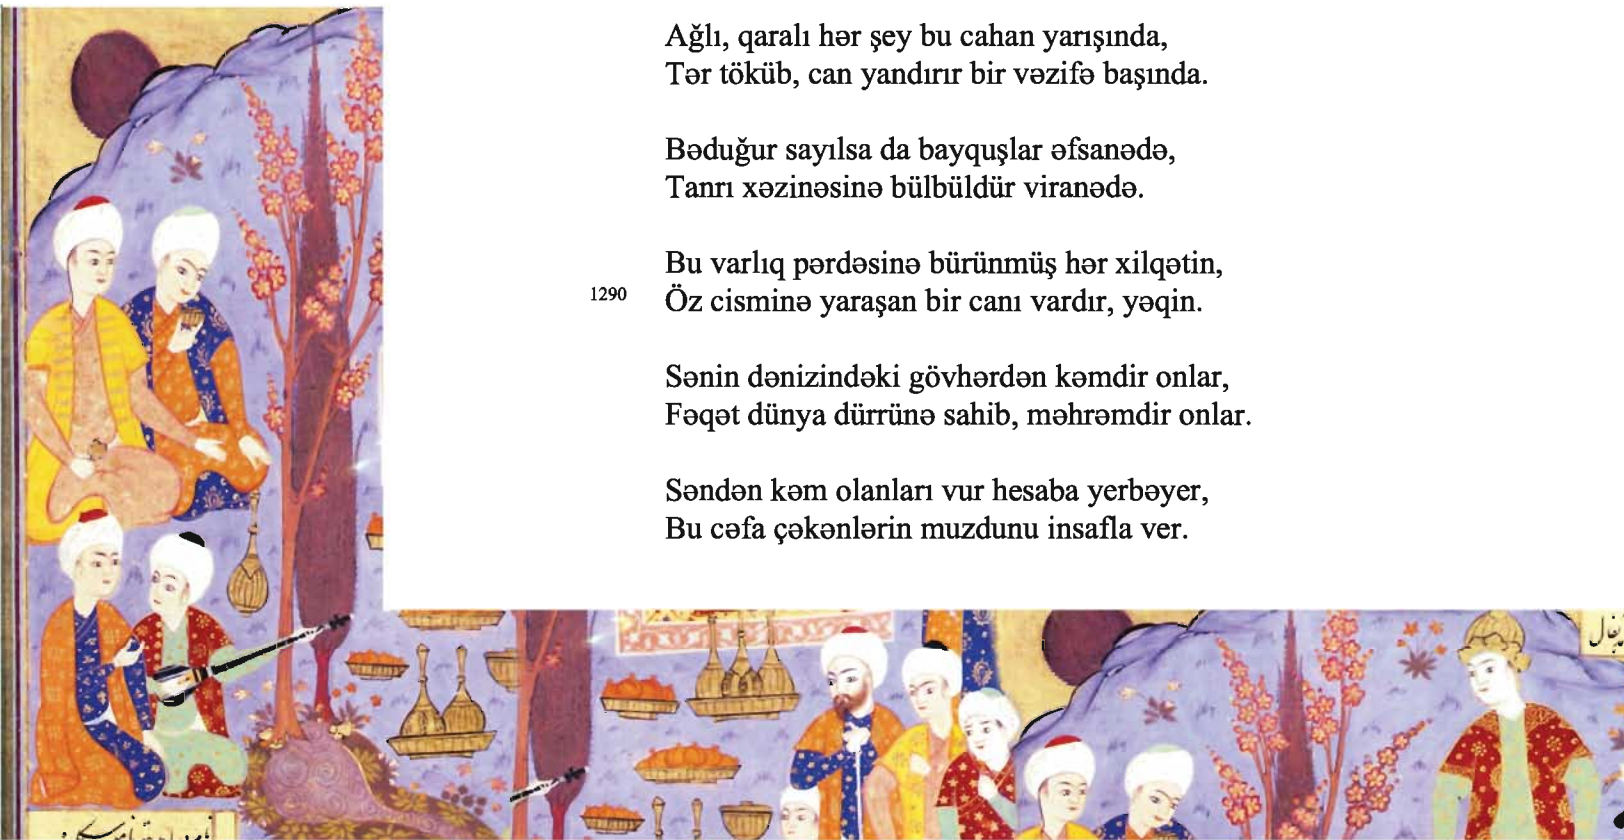 Ağlı, qaralı hər şey bu cahan yarışında,
Tər töküb, can yandırır bir vəzifə başında.
Bəduğur sayılsa da bayquşlar əfsanədə,
Tanrı xəzinəsinə bülbüldür viranədə.
Bu varlıq pərdəsinə bürünmüş hər xilqətin,
1290 Öz cisminə yaraşan bir canı vardır, yəqin.
Sənin dənizindəki gövhərdən kəmdir onlar,
Fəqət dünya dürrünə sahib, məhrəmdir onlar.
Səndən kəm olanları vur hesaba yerbəyer,
Bu cəfa çəkənlərin muzdunu insafla ver.